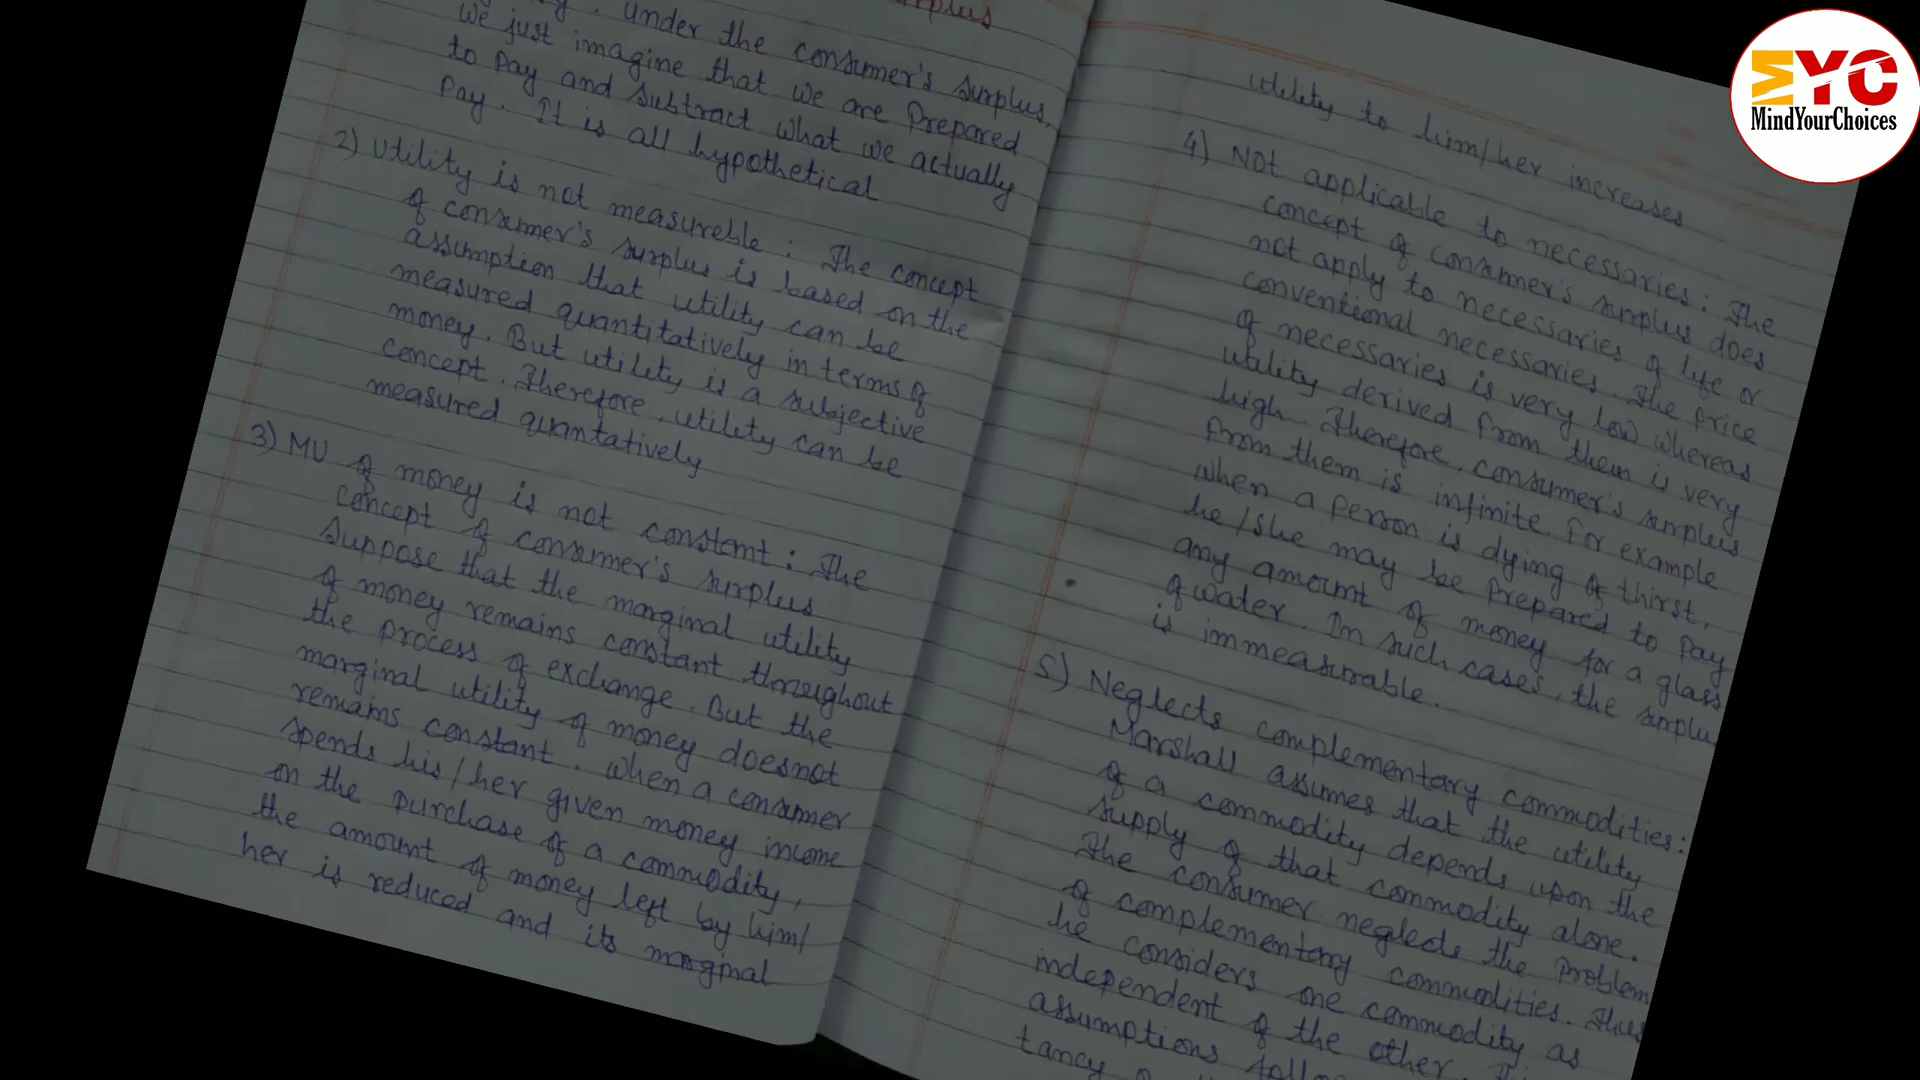 surplus
under the consumer's surplus,
we just imagine that we are prepared
to pay and subtract what we actually
pay. It is all hypothetical
2) Utility is not measureble : The concept
of consumer's surplus is based on the
assumption that utility can be
measured quantitatively in terms of
money. But utility is a subjective
concept. Therefore, utility can be
measured quantatively
3) MU of money is not constant : The
concept of consumer's surplus
suppose that the marginal utility
of money remains constant throughout
the process of exchange. But the
marginal utility of money doesnot
remains constant. When a consumer
spends his/her given money income
on the purchase of a commodity,
the amount of money left by him/
her is reduced and its marginal
utility to him/her increases
4) Not applicable to necessaries : The
concept of consumer's surplus does
not apply to necessaries of life or
conventional necessaries. The price
of necessaries is very low whereas
utility derived from them is very
high. Therefore, consumer's surplus
from them is infinite. For example
when a person is dying of thirst,
he/she may be prepared to pay
any amount of money for a glass
of water. In such cases, the surplu
is immeasurable.
5) Neglects complementary commodities :
Marshall assumes that the utility
of a commodity depends upon the
supply of that commodity alone.
The consumer neglects the problem
of complementary commodities. Thus
he considers one commodity as
independent of the other.
assumptions
tancy
MYC
MindYourChoices